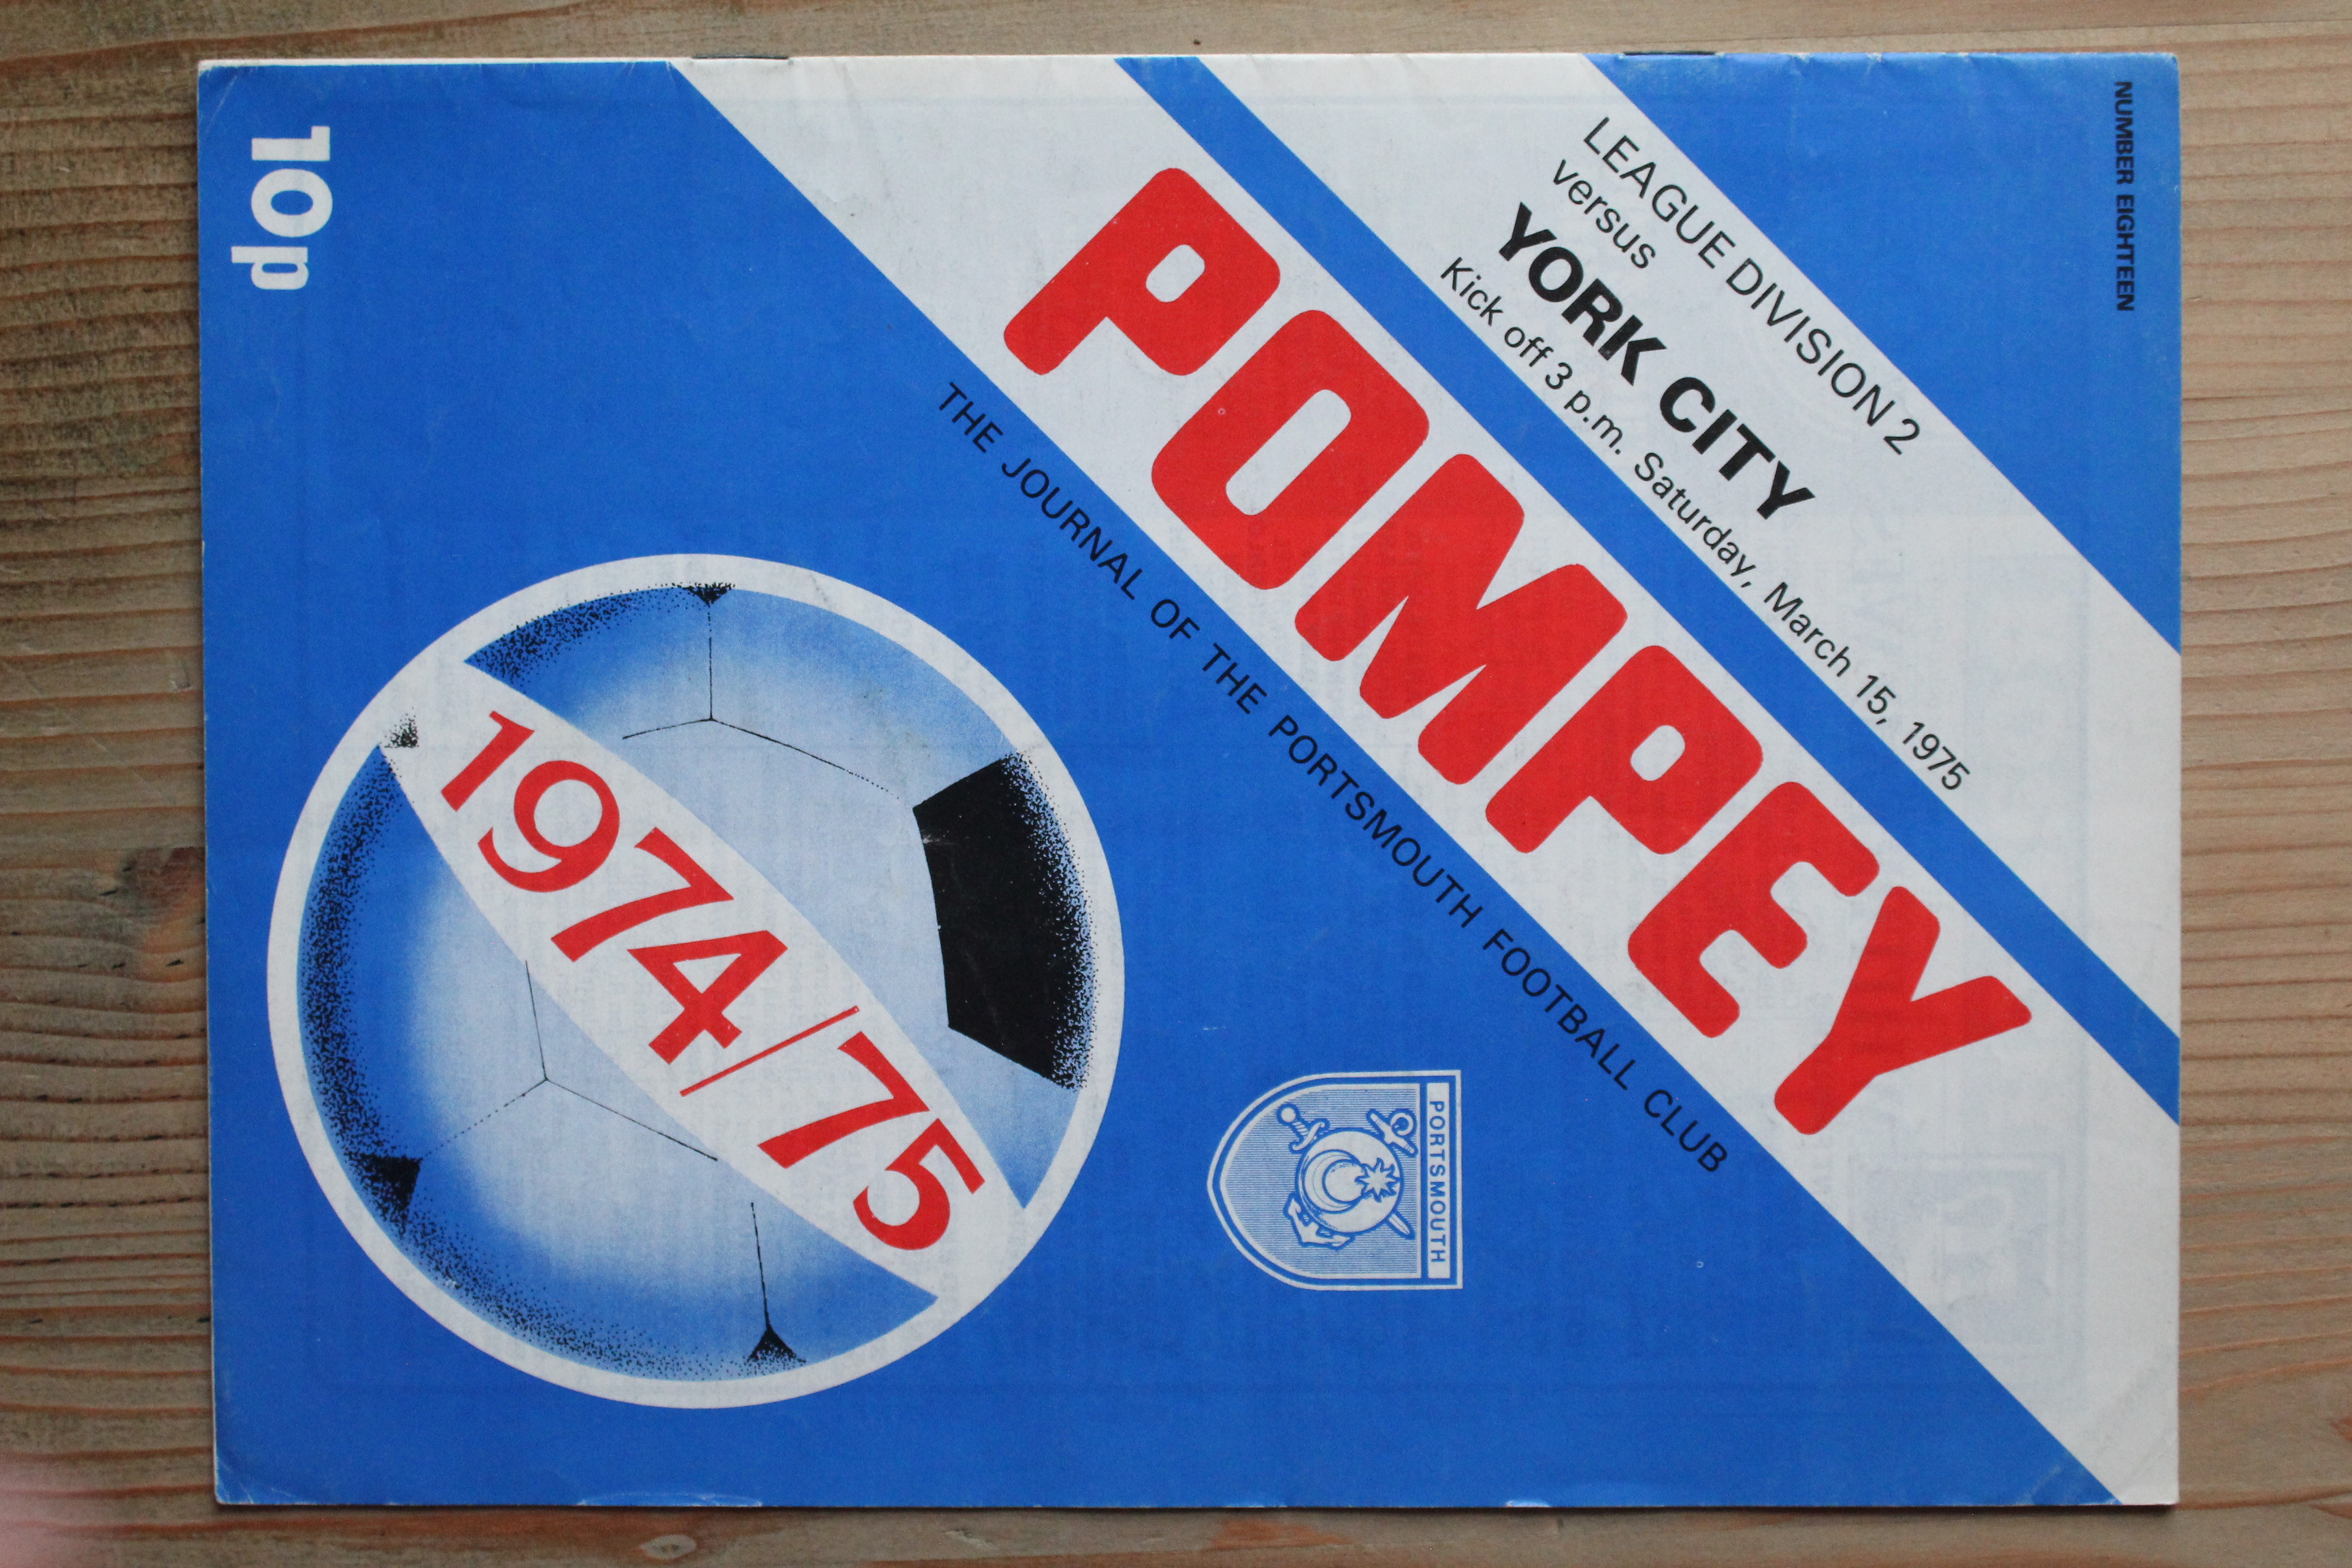 NUMBER EIGHTEEN
LEAGUE DIVISION 2
versus
YORK CITY
Kick off 3 p.m. Saturday, March 15, 1975
POMPEY
THE JOURNAL OF THE PORTSMOUTH FOOTBALL CLUB
PORTSMOUTH
1974/75
10p